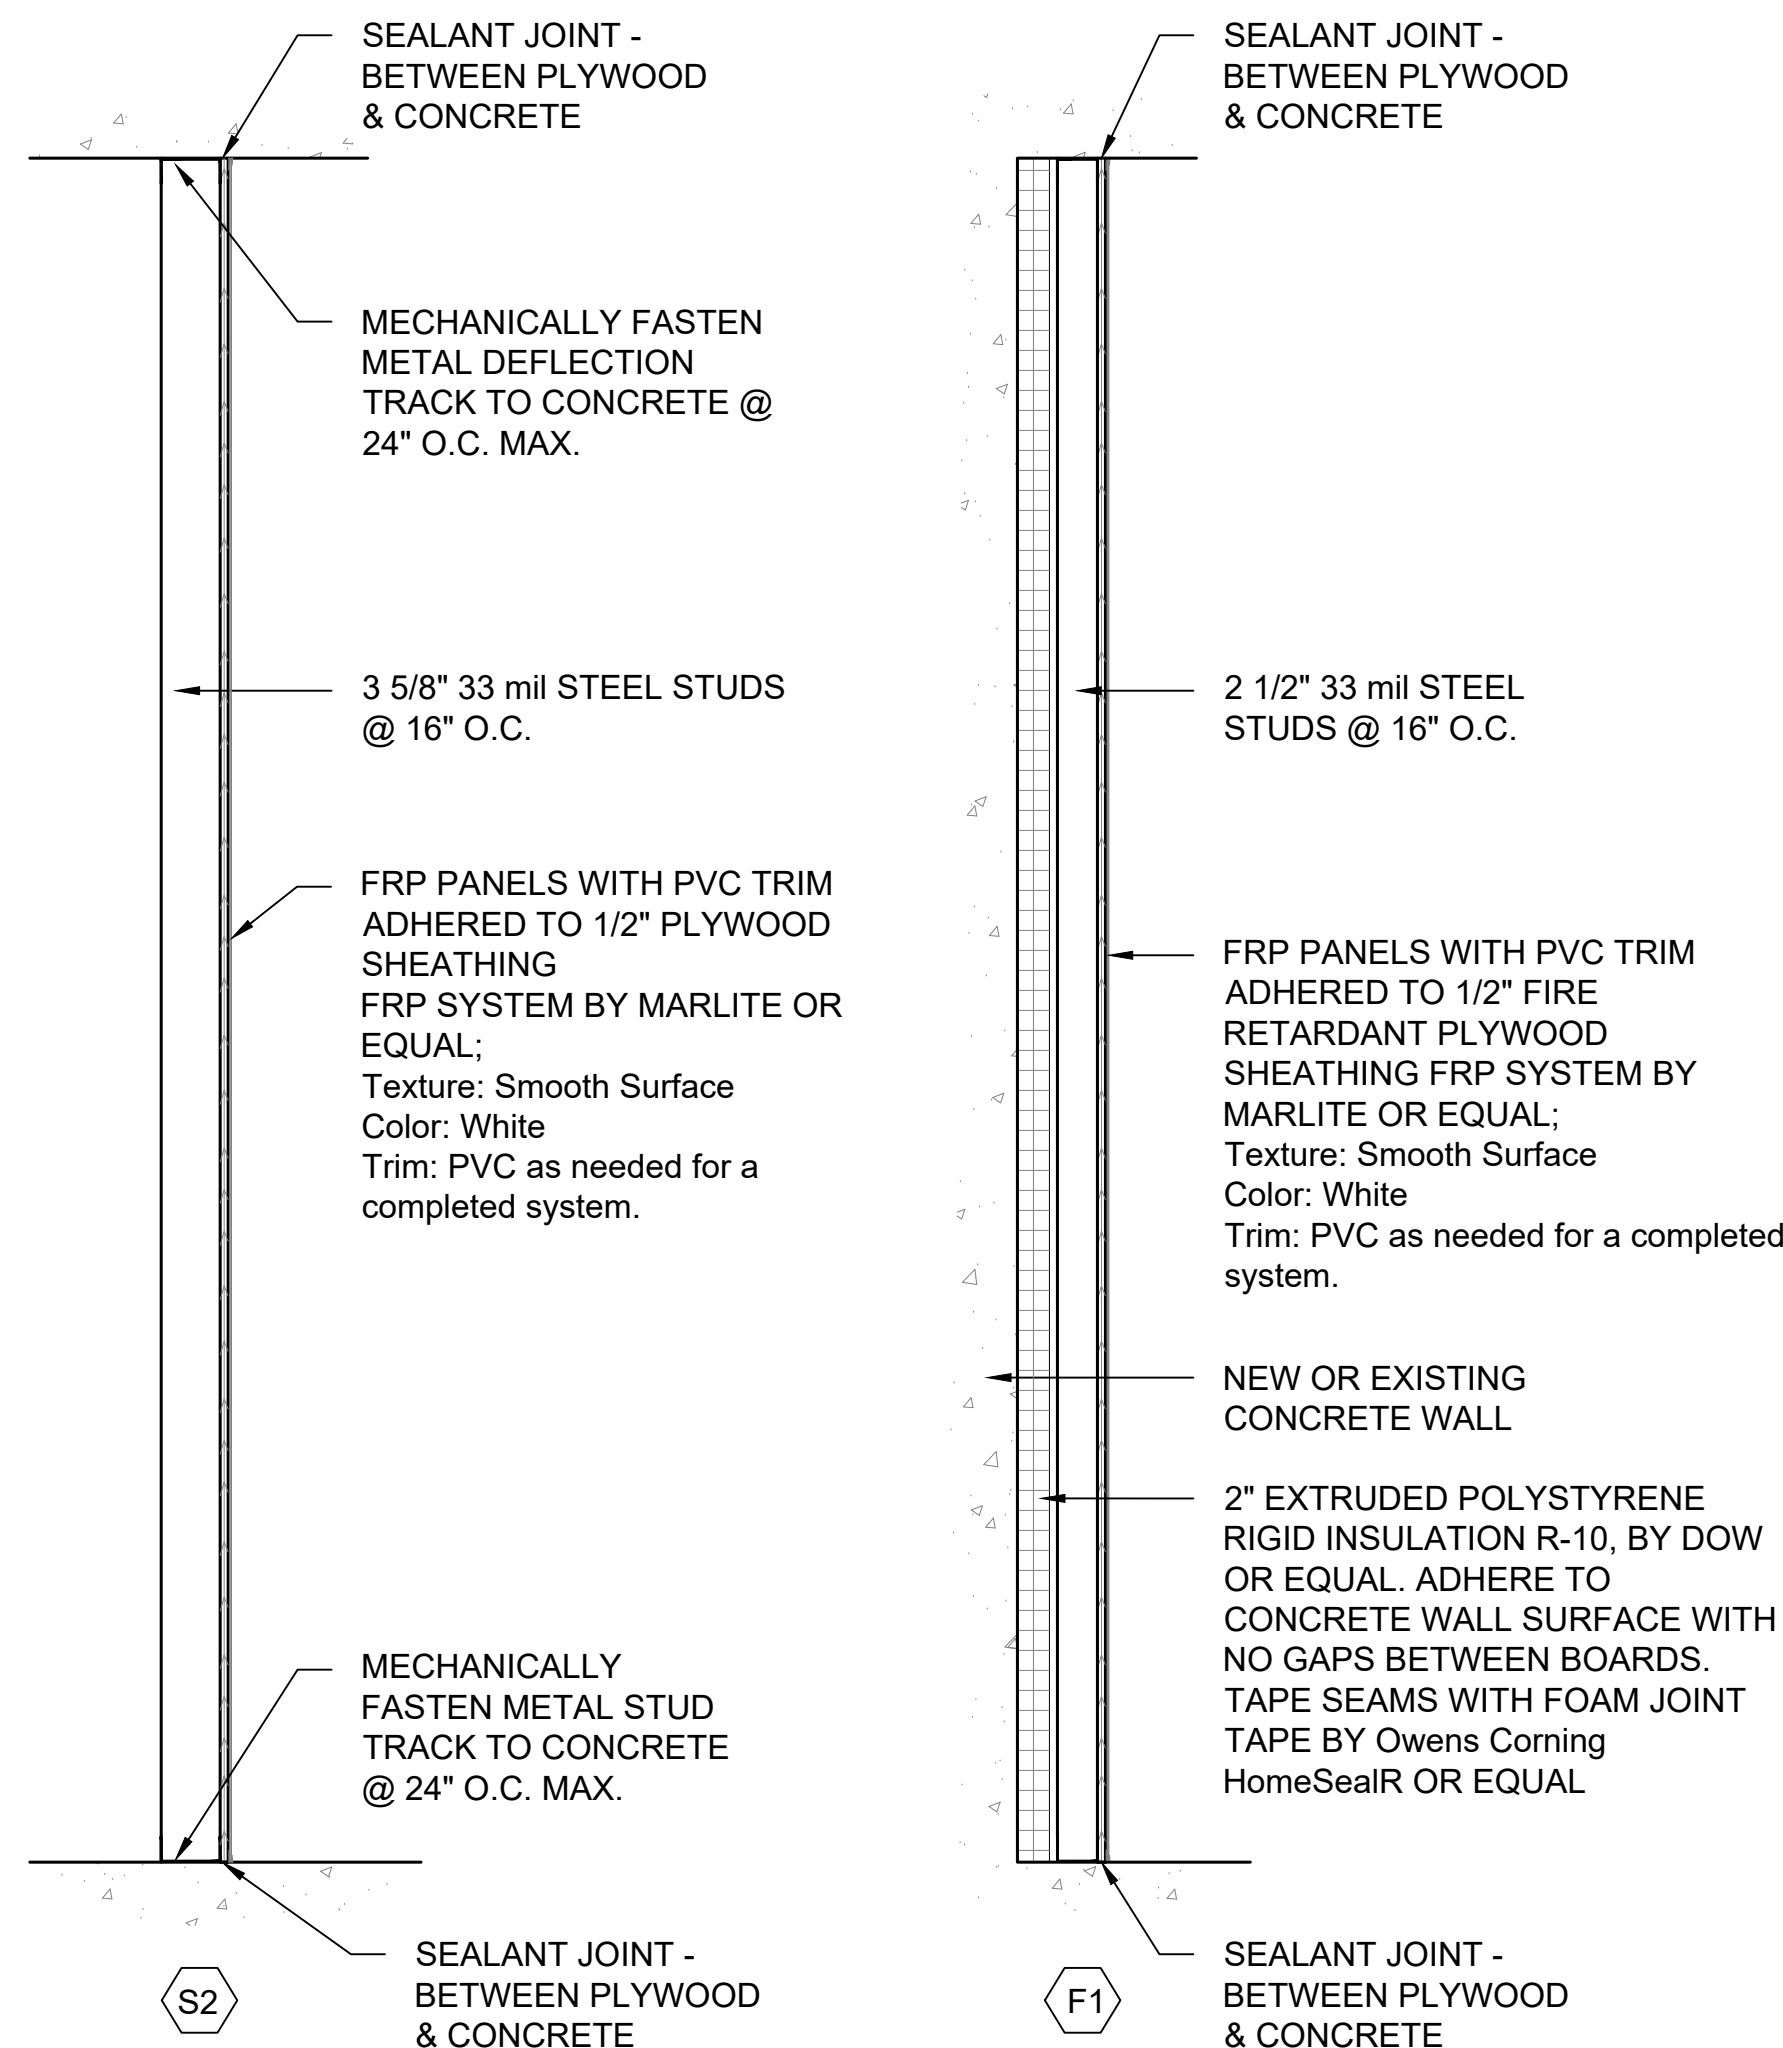 SEALANT JOINT -
BETWEEN PLYWOOD
& CONCRETE
MECHANICALLY FASTEN
METAL DEFLECTION
TRACK TO CONCRETE @
24" O.C. MAX.
3 5/8" 33 mil STEEL STUDS
@ 16" O.C.
FRP PANELS WITH PVC TRIM
ADHERED TO 1/2" PLYWOOD
SHEATHING
FRP SYSTEM BY MARLITE OR
EQUAL;
Texture: Smooth Surface
Color: White
Trim: PVC as needed for a
completed system.
MECHANICALLY
FASTEN METAL STUD
TRACK TO CONCRETE
@ 24" O.C. MAX.
SEALANT JOINT -
BETWEEN PLYWOOD
& CONCRETE
S2
SEALANT JOINT -
BETWEEN PLYWOOD
& CONCRETE
2 1/2" 33 mil STEEL
STUDS @ 16" O.C.
FRP PANELS WITH PVC TRIM
ADHERED TO 1/2" FIRE
RETARDANT PLYWOOD
SHEATHING FRP SYSTEM BY
MARLITE OR EQUAL;
Texture: Smooth Surface
Color: White
Trim: PVC as needed for a completed
system.
NEW OR EXISTING
CONCRETE WALL
2" EXTRUDED POLYSTYRENE
RIGID INSULATION R-10, BY DOW
OR EQUAL. ADHERE TO
CONCRETE WALL SURFACE WITH
NO GAPS BETWEEN BOARDS.
TAPE SEAMS WITH FOAM JOINT
TAPE BY Owens Corning
HomeSealR OR EQUAL
SEALANT JOINT -
BETWEEN PLYWOOD
& CONCRETE
F1